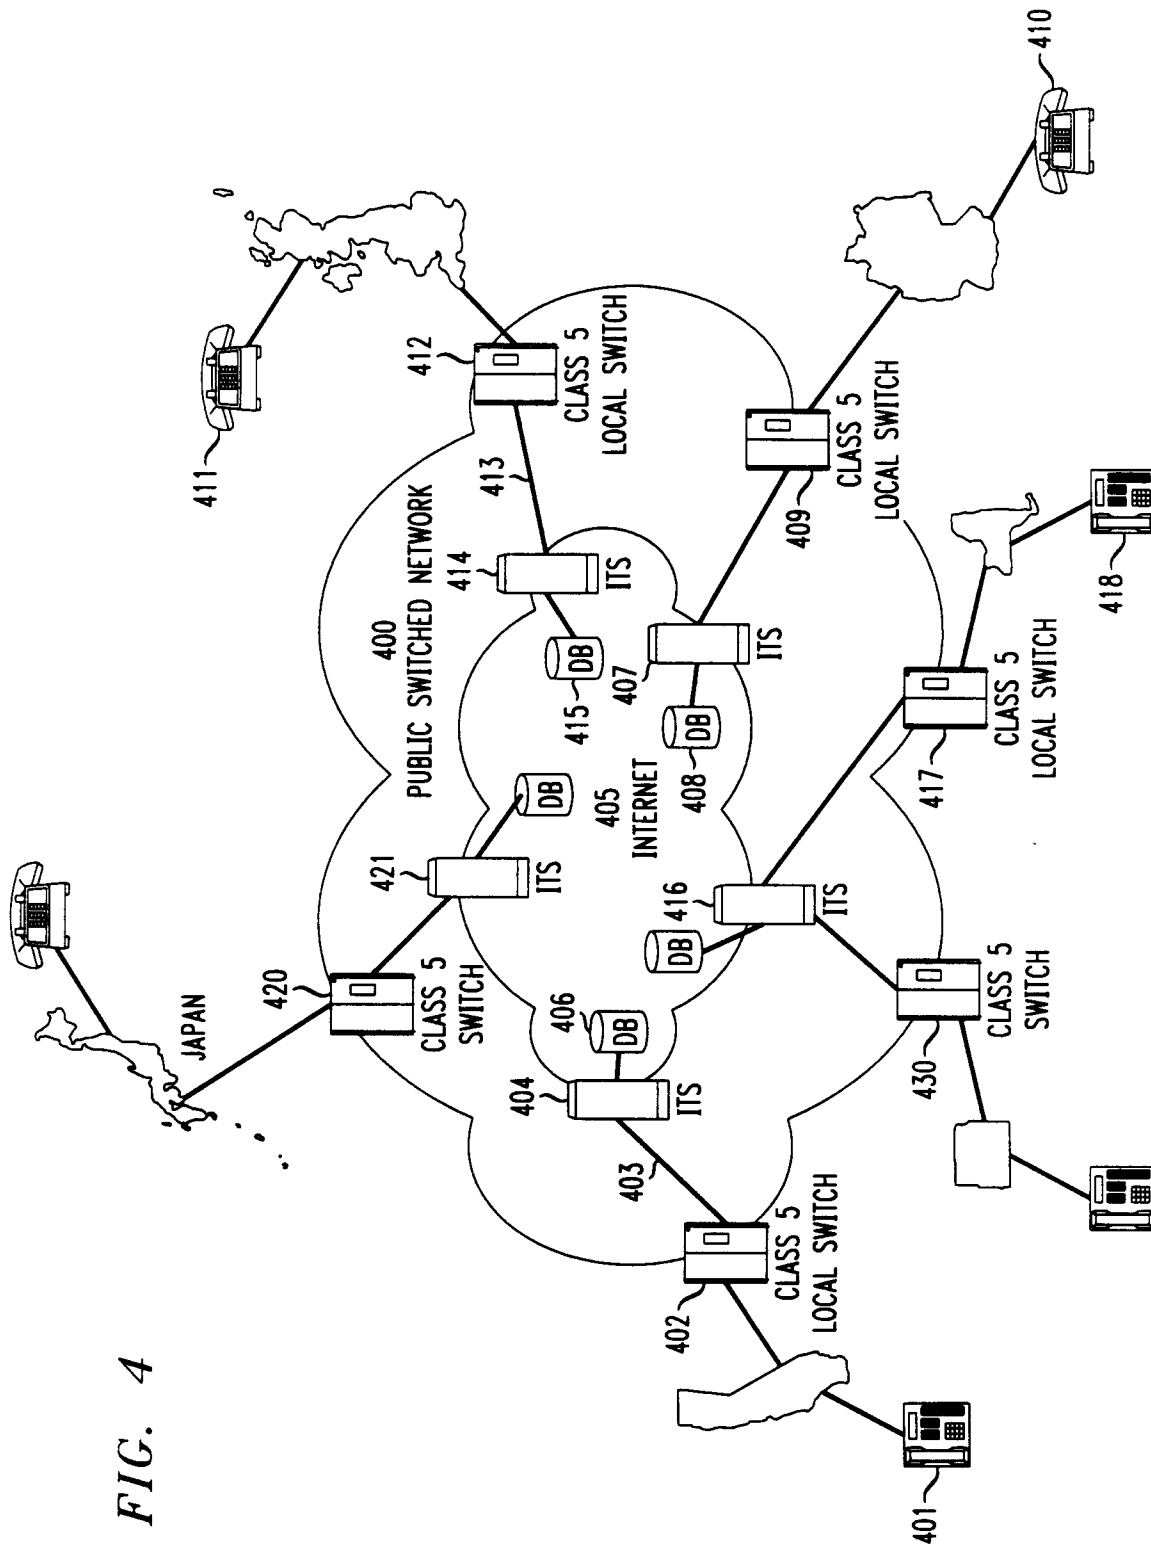 FIG. 4
JAPAN
420
CLASS 5
SWITCH
421
ITS
DB
400
PUBLIC SWITCHED NETWORK
411
412
CLASS 5
LOCAL SWITCH
413
414
ITS
DB
415
405
INTERNET
407
ITS
DB
408
409
CLASS 5
LOCAL SWITCH
410
406
DB
404
ITS
403
402
CLASS 5
LOCAL SWITCH
401
DB
416
ITS
430
CLASS 5
SWITCH
417
CLASS 5
LOCAL SWITCH
418